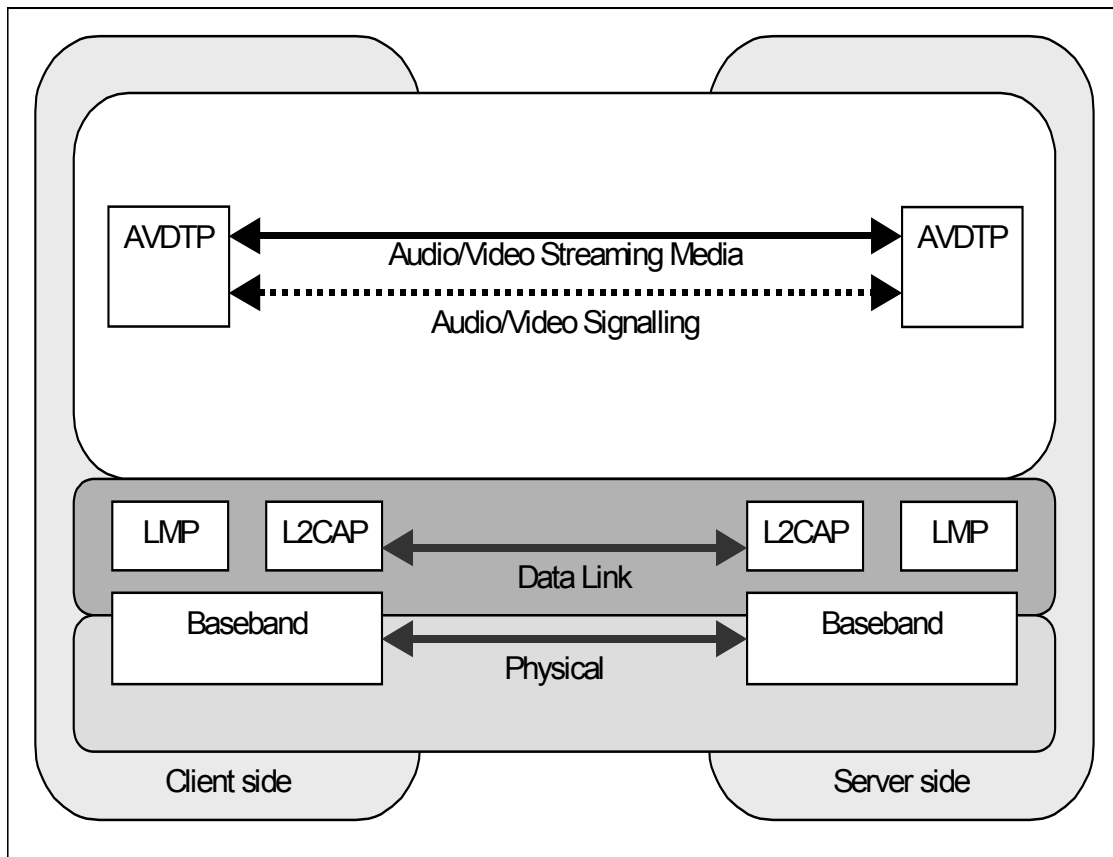 AVDTP
AVDTP
Audio/Video Streaming Media
Audio/Video Signalling
LMP
L2CAP
L2CAP
LMP
Data Link
Baseband
Baseband
Physical
Client side
Server side